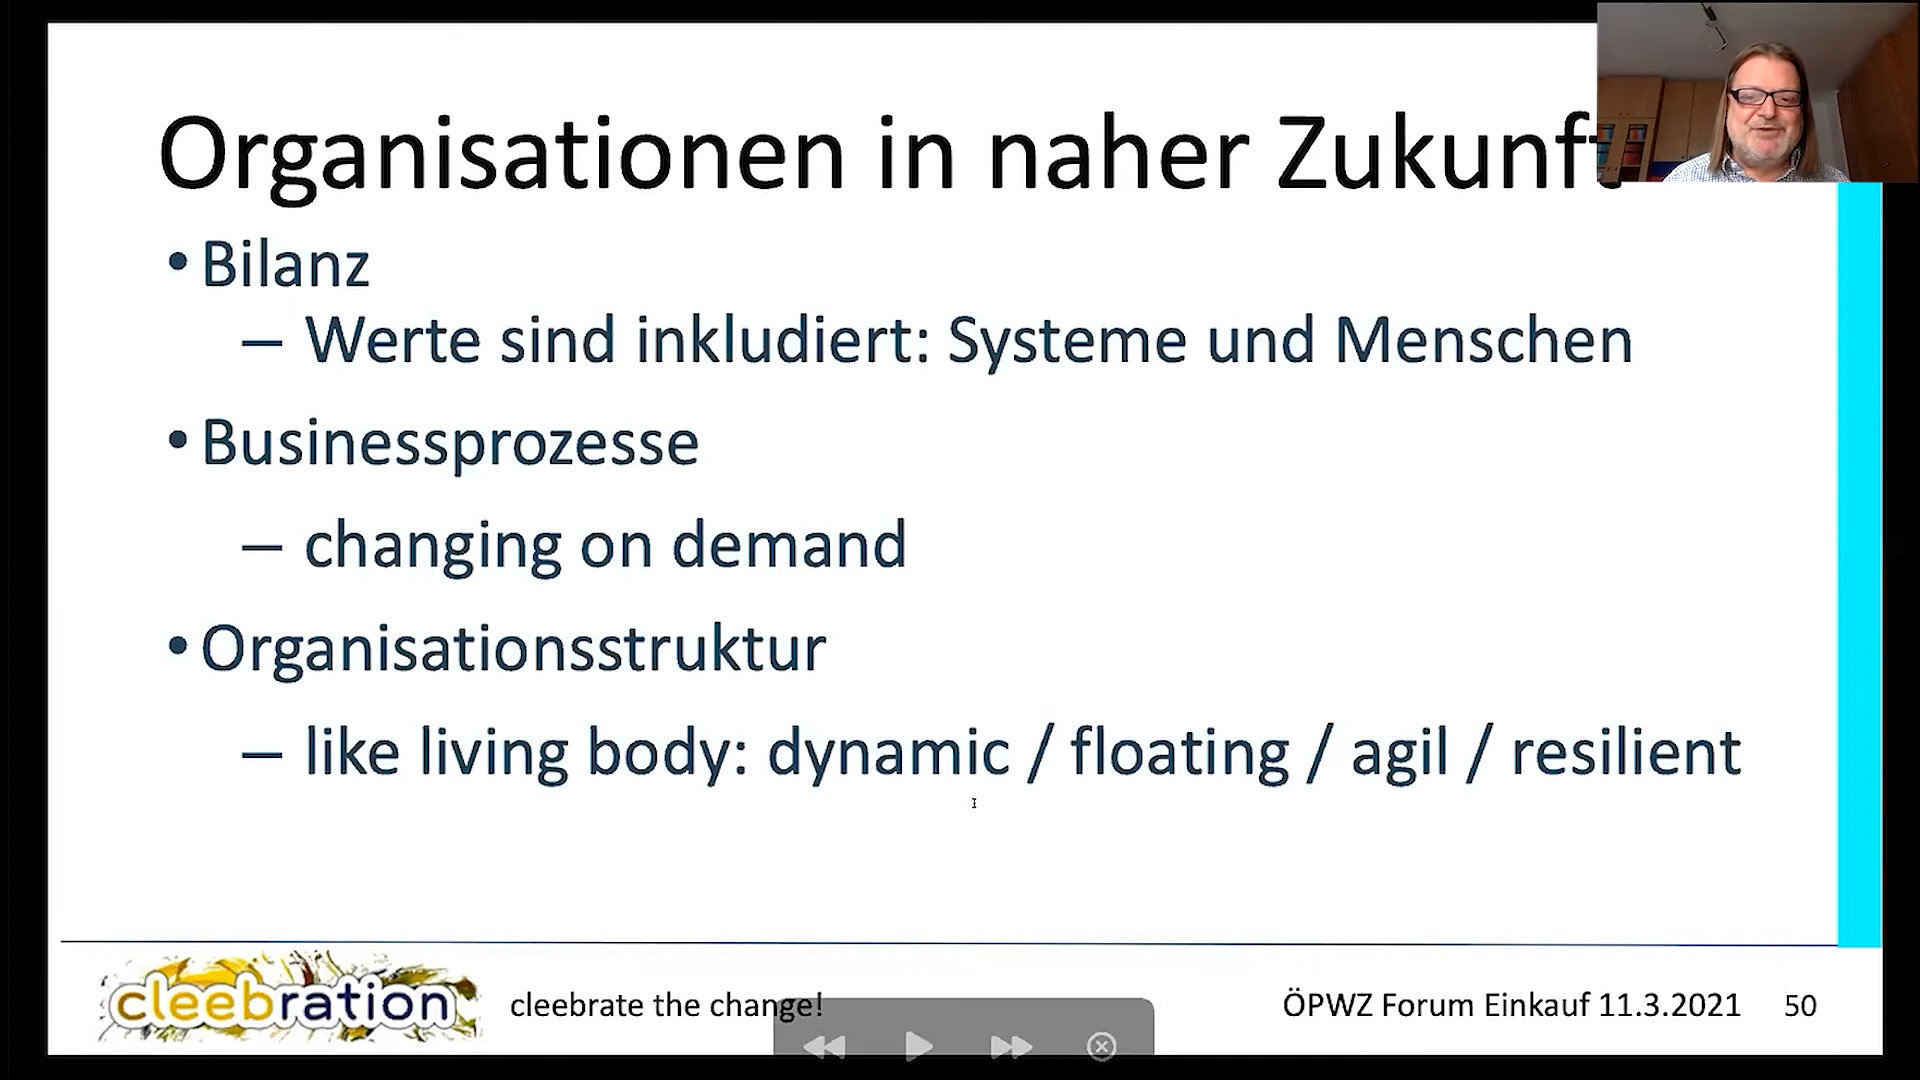 Organisationen in naher Zukunft
• Bilanz
– Werte sind inkludiert: Systeme und Menschen
• Businessprozesse
– changing on demand
• Organisationsstruktur
– like living body: dynamic / floating / agil / resilient
cleebration
cleebrate the change!
ÖPWZ Forum Einkauf 11.3.2021
50